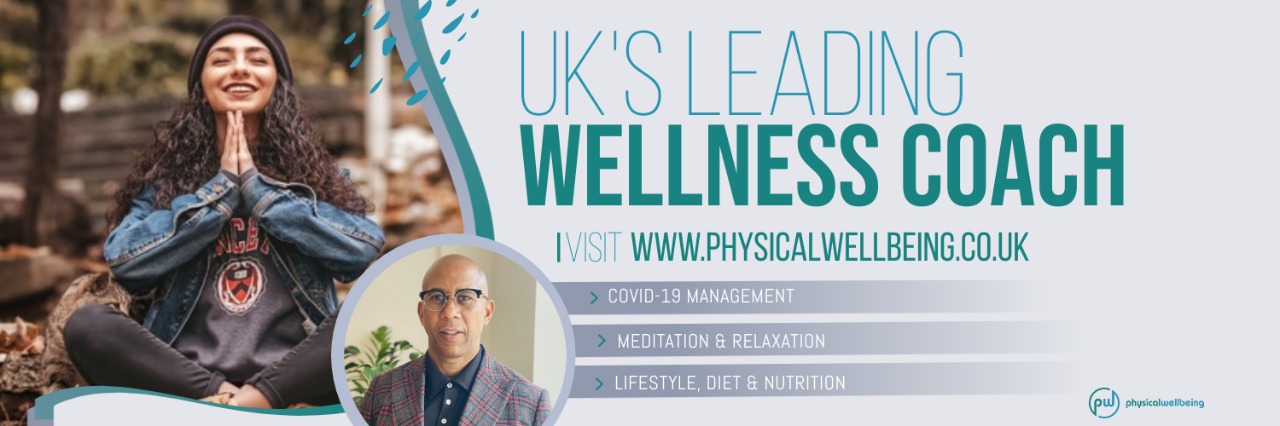 UK'S LEADING
WELLNESS COACH
VISIT WWW.PHYSICALWELLBEING.CO.UK
COVID-19 MANAGEMENT
MEDITATION & RELAXATION
LIFESTYLE, DIET & NUTRITION
pw physicalwellbeing